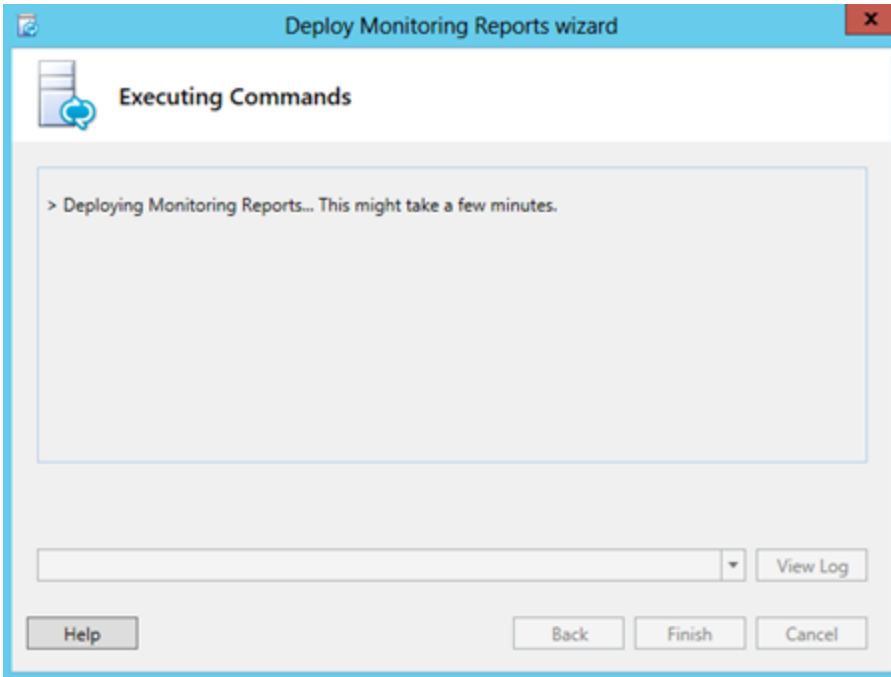 Deploy Monitoring Reports wizard
x
Executing Commands
> Deploying Monitoring Reports... This might take a few minutes.
View Log
Help
Back
Finish
Cancel